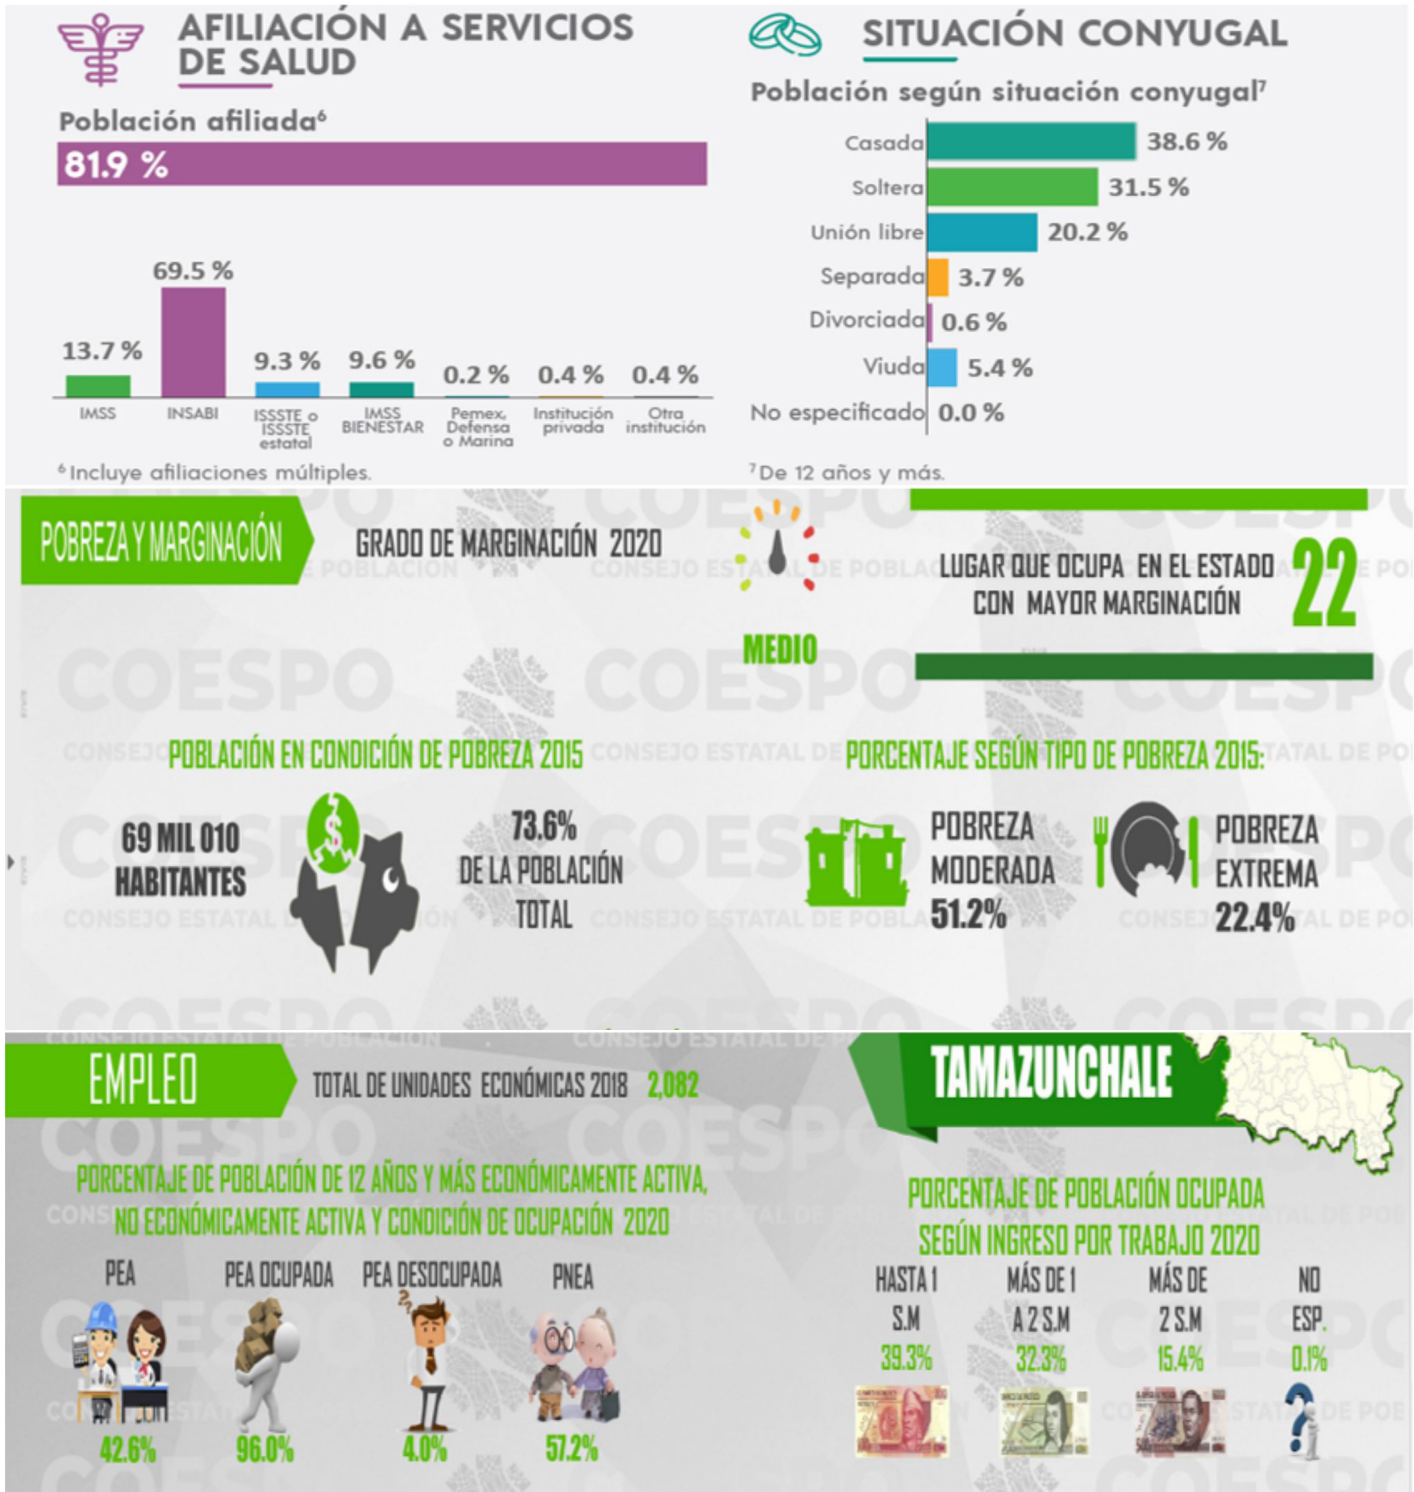 AFILIACIÓN A SERVICIOS
DE SALUD
Población afiliada⁶
81.9 %
69.5 %
13.7 %
9.3 %
9.6 %
0.2 %
0.4 %
0.4 %
IMSS
INSABI
ISSSTE o
ISSSTE
estatal
IMSS
BIENESTAR
Pemex,
Defensa
o Marina
Institución
privada
Otra
institución
⁶ Incluye afiliaciones múltiples.
SITUACIÓN CONYUGAL
Población según situación conyugal⁷
Casada 38.6 %
Soltera 31.5 %
Unión libre 20.2 %
Separada 3.7 %
Divorciada 0.6 %
Viuda 5.4 %
No especificado 0.0 %
⁷ De 12 años y más.
POBREZA Y MARGINACIÓN
GRADO DE MARGINACIÓN 2020
MEDIO
LUGAR QUE OCUPA EN EL ESTADO
CON MAYOR MARGINACIÓN
22
COESPO
CONSEJO ESTATAL DE POBLACIÓN
POBLACIÓN EN CONDICIÓN DE POBREZA 2015
69 MIL 010
HABITANTES
$
73.6%
DE LA POBLACIÓN
TOTAL
PORCENTAJE SEGÚN TIPO DE POBREZA 2015:
POBREZA
MODERADA
51.2%
POBREZA
EXTREMA
22.4%
EMPLEO
TOTAL DE UNIDADES ECONÓMICAS 2018 2,082
TAMAZUNCHALE
PORCENTAJE DE POBLACIÓN DE 12 AÑOS Y MÁS ECONÓMICAMENTE ACTIVA,
NO ECONÓMICAMENTE ACTIVA Y CONDICIÓN DE OCUPACIÓN 2020
PEA
PEA OCUPADA
PEA DESOCUPADA
PNEA
??
42.6%
96.0%
4.0%
57.2%
PORCENTAJE DE POBLACIÓN OCUPADA
SEGÚN INGRESO POR TRABAJO 2020
HASTA 1
S.M
39.3%
MÁS DE 1
A 2 S.M
32.3%
MÁS DE
2 S.M
15.4%
NO
ESP.
0.1%
?